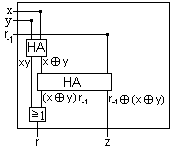 x
y
r-1
HA
xy x ⊕ y
HA
(x ⊕ y) r-1 r-1 ⊕ (x ⊕ y)
≥1
r z